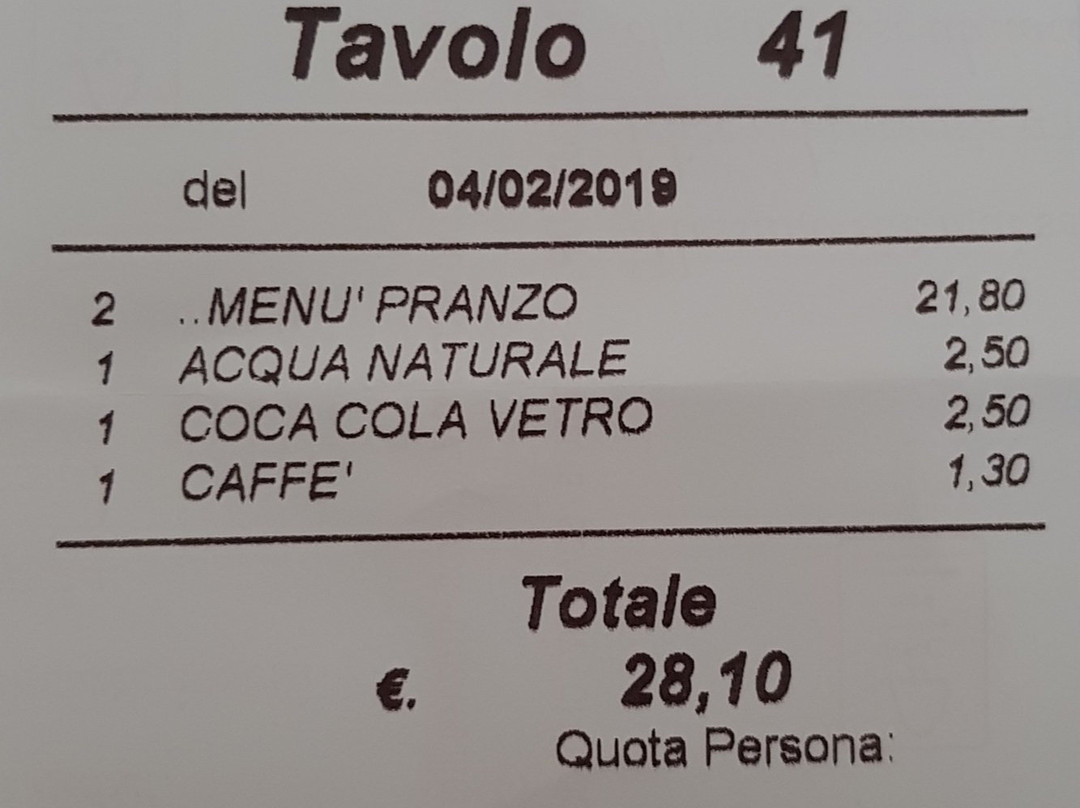 Tavolo 41
del 04/02/2019
2 ..MENU' PRANZO 21,80
1 ACQUA NATURALE 2,50
1 COCA COLA VETRO 2,50
1 CAFFE' 1,30
Totale
€. 28,10
Quota Persona: